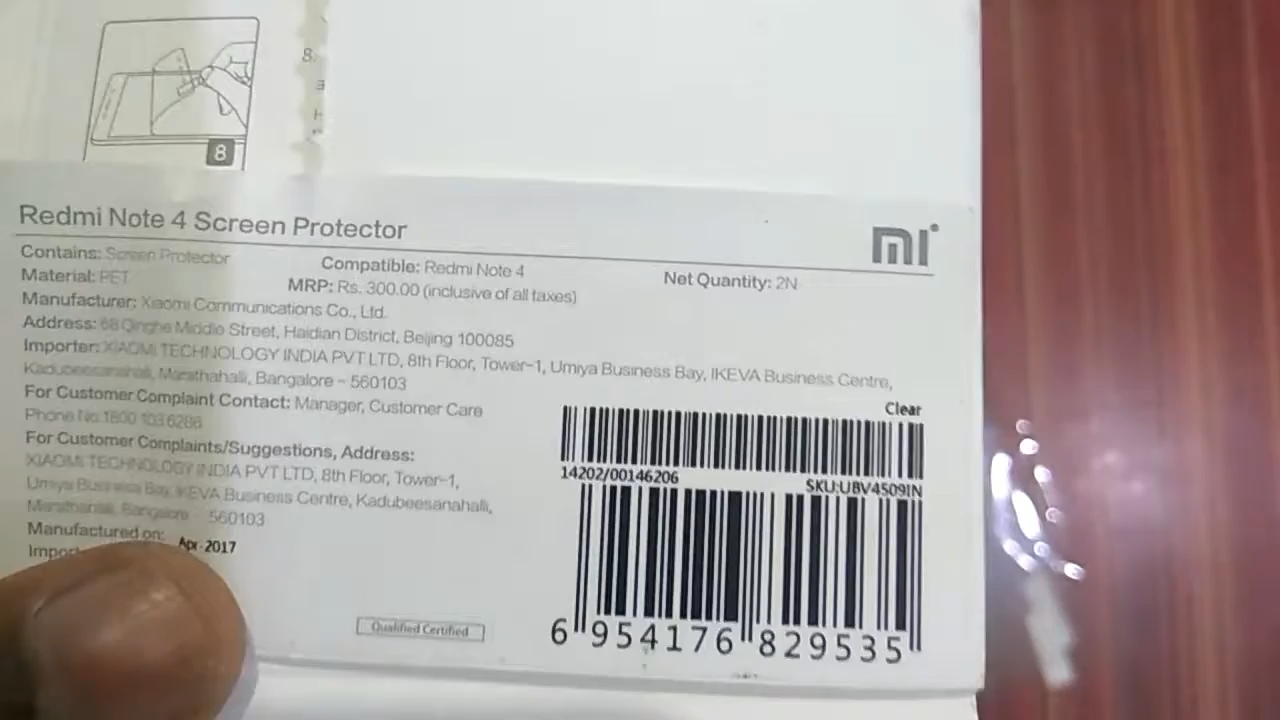 8
8.
Redmi Note 4 Screen Protector
mi
Contains: Screen Protector
Compatible: Redmi Note 4
Net Quantity: 2N
Material: PET
MRP: Rs. 300.00 (inclusive of all taxes)
Manufacturer: Xiaomi Communications Co., Ltd.
Address: 68 Qinghe Middle Street, Haidian District, Beijing 100085
Importer: XIAOMI TECHNOLOGY INDIA PVT LTD, 8th Floor, Tower-1, Umiya Business Bay, IKEVA Business Centre,
Kadubeesanahalli, Marathahalli, Bangalore - 560103
For Customer Complaint Contact: Manager, Customer Care
Phone No:1800 103 6286
For Customer Complaints/Suggestions, Address:
XIAOMI TECHNOLOGY INDIA PVT LTD, 8th Floor, Tower-1,
Umiya Business Bay, IKEVA Business Centre, Kadubeesanahalli,
Marathahalli, Bangalore - 560103
Manufactured on: Apr-2017
Clear
14202/00146206
SKU:UBV4509IN
6 954176 829535
Qualified Certified